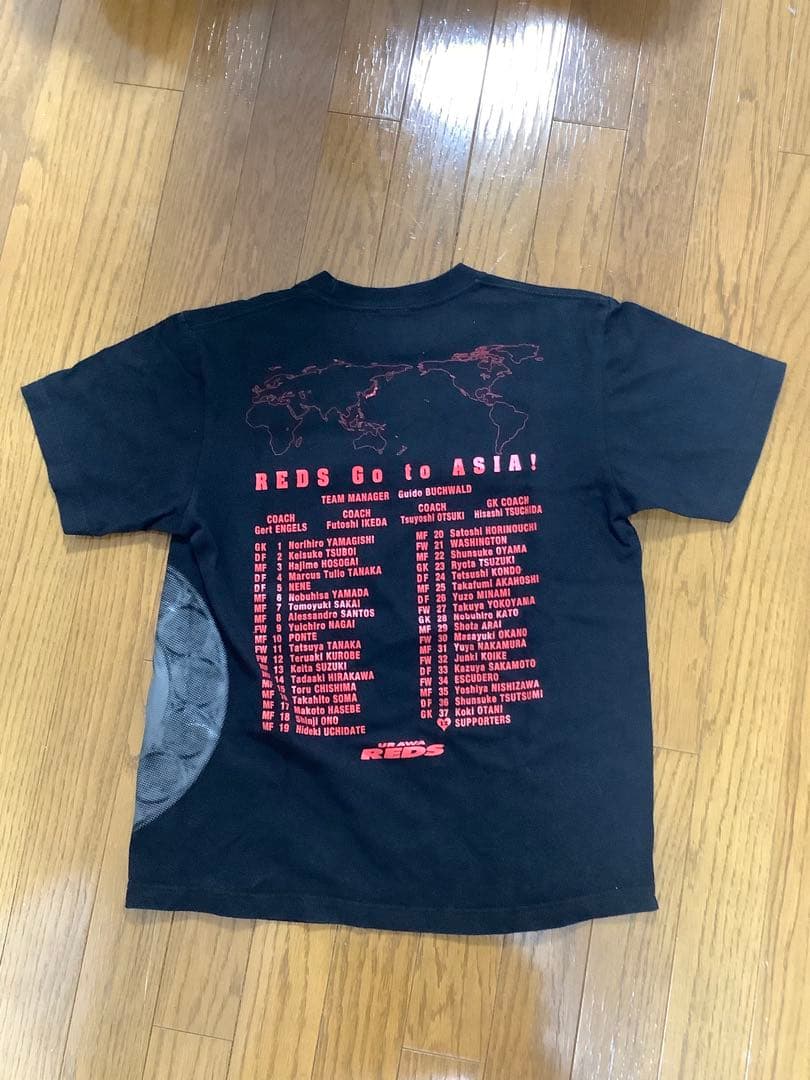 REDS Go to ASIA!
TEAM MANAGER Guido BUCHWALD
COACH
Gert ENGELS
COACH
Futoshi IKEDA
COACH
Tsuyoshi OTSUKI
GK COACH
Hisashi TSUCHIDA
GK 1 Norihiro YAMAGISHI
DF 2 Keisuke TSUBOI
MF 3 Hajime HOSOGAI
DF 4 Marcus Tulio TANAKA
DF 5 NENE
MF 6 Nobuhisa YAMADA
MF 7 Tomoyuki SAKAI
MF 8 Alessandro SANTOS
FW 9 Yuichiro NAGAI
MF 10 PONTE
FW 11 Tatsuya TANAKA
FW 12 Teruaki KUROBE
MF 13 Keita SUZUKI
MF 14 Tadaaki HIRAKAWA
MF 15 Toru CHISHIMA
MF 16 Takahito SOMA
MF 17 Makoto HASEBE
MF 18 Shinji ONO
MF 19 Hideki UCHIDATE
MF 20 Satoshi HORINOUCHI
FW 21 WASHINGTON
MF 22 Shunsuke OYAMA
GK 23 Ryota TSUZUKI
DF 24 Tetsushi KONDO
MF 25 Takafumi AKAHOSHI
DF 26 Yuzo MINAMI
FW 27 Takuya YOKOYAMA
GK 28 Nobuhiro KATO
MF 29 Shota ARAI
FW 30 Masayuki OKANO
MF 31 Yuya NAKAMURA
FW 32 Junki KOIKE
DF 33 Kazuya SAKAMOTO
FW 34 ESCUDERO
MF 35 Yoshiya NISHIZAWA
DF 36 Shunsuke TSUTSUMI
GK 37 Koki OTANI
12 SUPPORTERS
URAWA
REDS